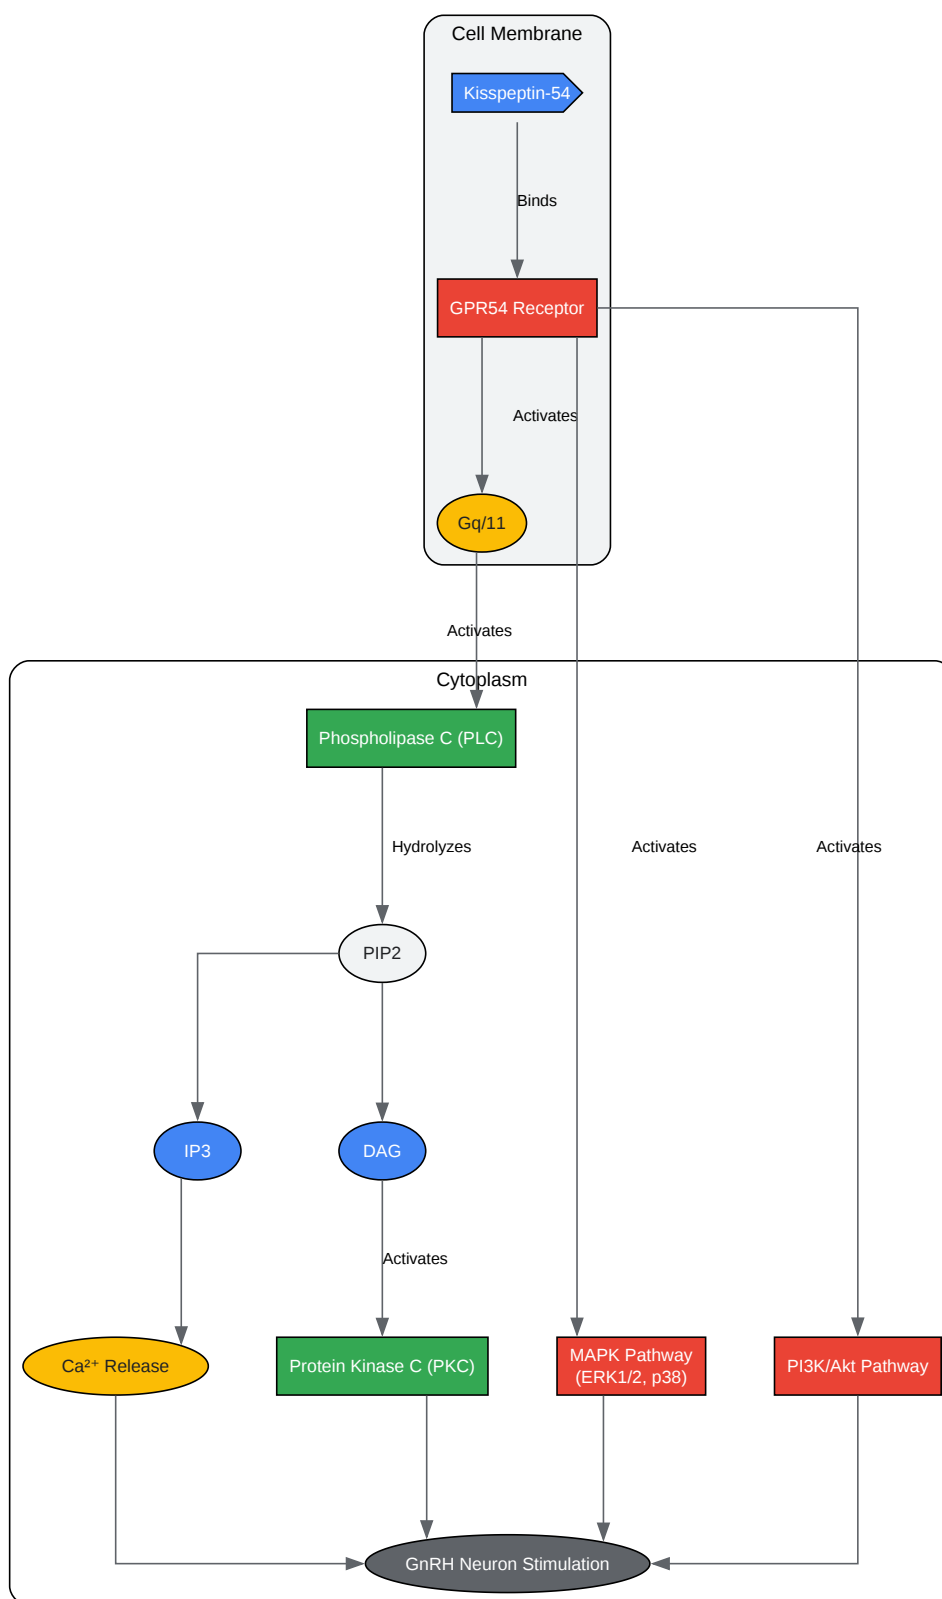 Cell Membrane
Kisspeptin-54
Binds
GPR54 Receptor
Activates
Gq/11
Activates
Cytoplasm
Phospholipase C (PLC)
Hydrolyzes
Activates
Activates
PIP2
IP3
DAG
Activates
Ca²⁺ Release
Protein Kinase C (PKC)
MAPK Pathway
(ERK1/2, p38)
PI3K/Akt Pathway
GnRH Neuron Stimulation